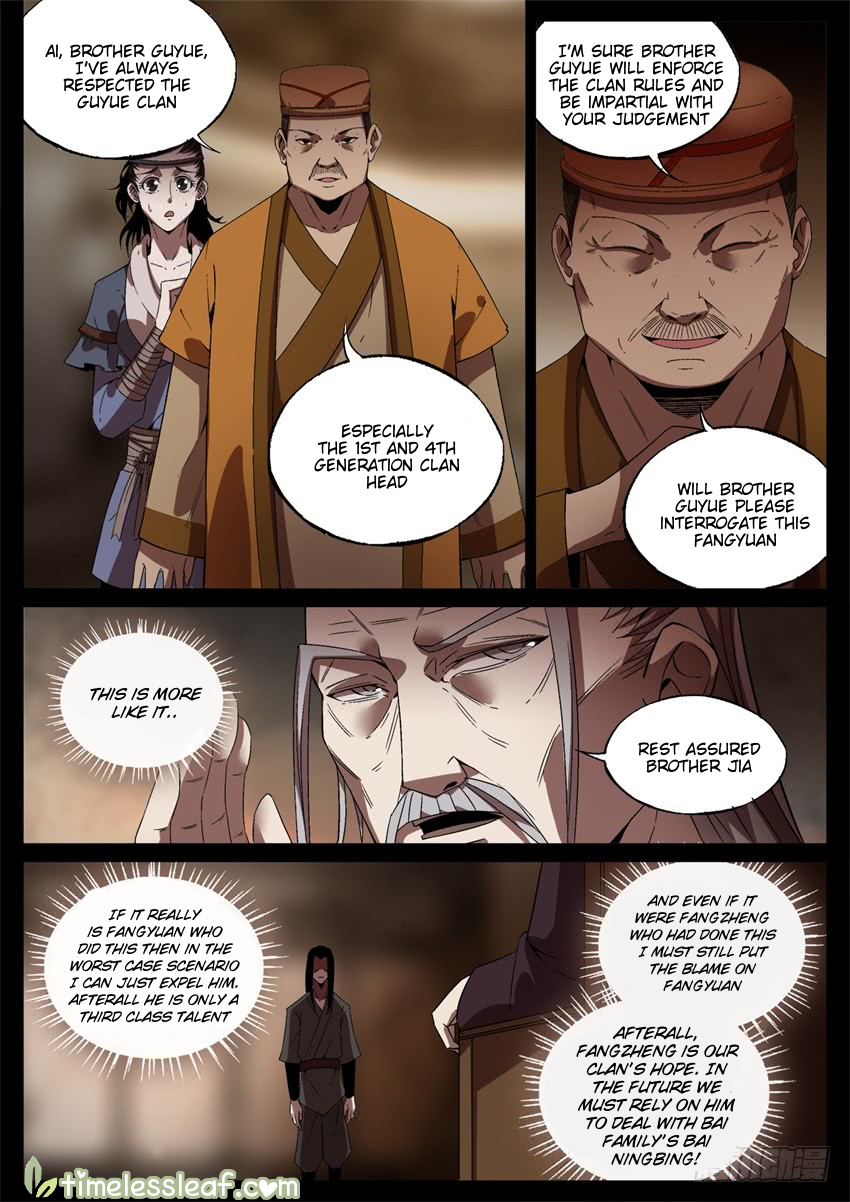 AI, BROTHER GUYUE,
I'VE ALWAYS
RESPECTED THE
GUYUE CLAN
ESPECIALLY
THE 1ST AND 4TH
GENERATION CLAN
HEAD
I'M SURE BROTHER
GUYUE WILL ENFORCE
THE CLAN RULES AND
BE IMPARTIAL WITH
YOUR JUDGEMENT
WILL BROTHER
GUYUE PLEASE
INTERROGATE THIS
FANGYUAN
THIS IS MORE
LIKE IT..
REST ASSURED
BROTHER JIA
IF IT REALLY
IS FANGYUAN WHO
DID THIS THEN IN THE
WORST CASE SCENARIO
I CAN JUST EXPEL HIM.
AFTERALL HE IS ONLY A
THIRD CLASS TALENT
AND EVEN IF IT
WERE FANGZHENG
WHO HAD DONE THIS
I MUST STILL PUT
THE BLAME ON
FANGYUAN
AFTERALL,
FANGZHENG IS OUR
CLAN'S HOPE. IN
THE FUTURE WE
MUST RELY ON HIM
TO DEAL WITH BAI
FAMILY'S BAI
NINGBING!
timelessleaf.com